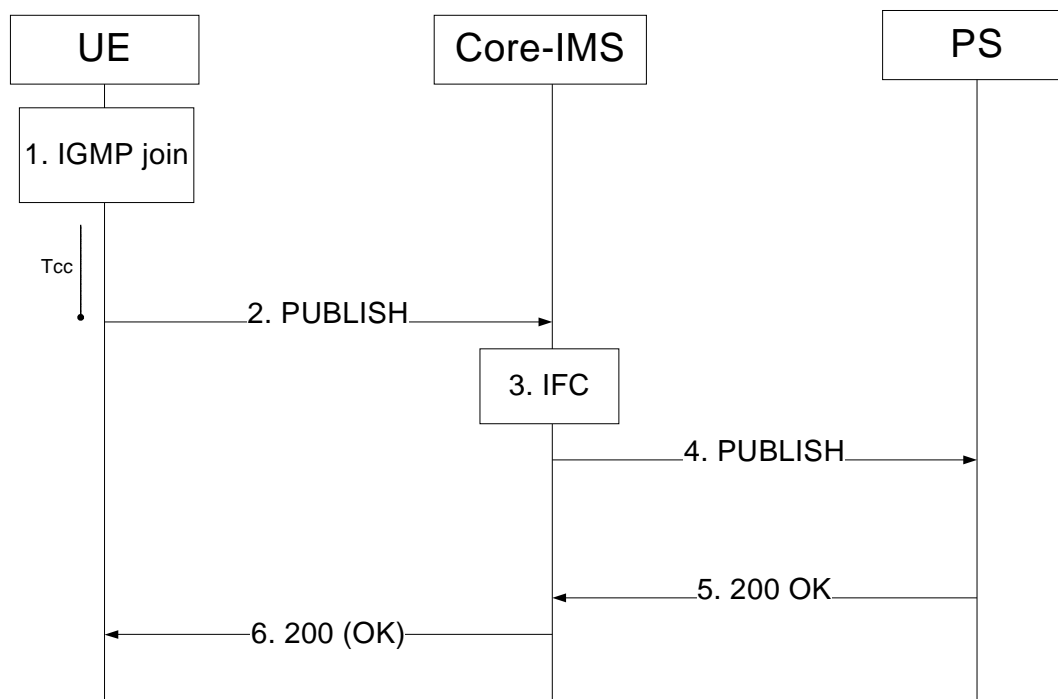 UE
Core-IMS
PS
1. IGMP join
Tcc
2. PUBLISH
3. IFC
4. PUBLISH
5. 200 OK
6. 200 (OK)